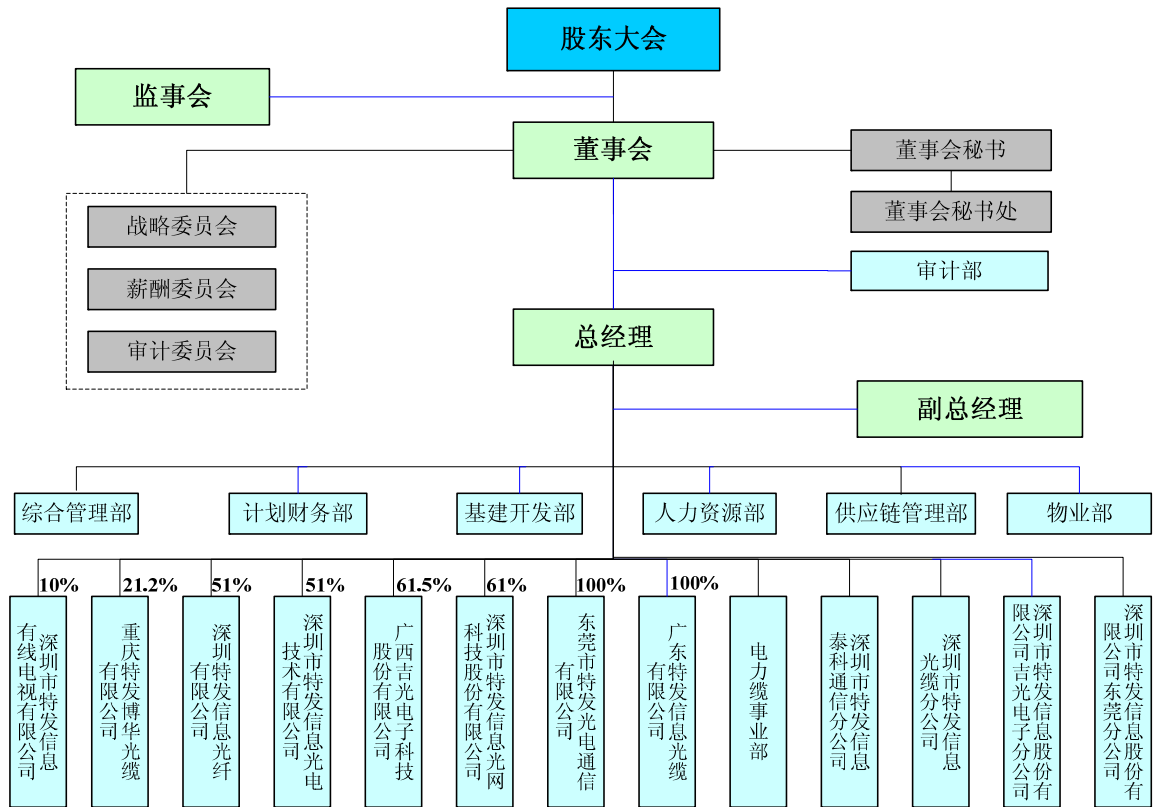 股东大会
监事会
董事会
董事会秘书
董事会秘书处
战略委员会
薪酬委员会
审计委员会
审计部
总经理
副总经理
综合管理部
计划财务部
基建开发部
人力资源部
供应链管理部
物业部
10%
21.2%
51%
51%
61.5%
61%
100%
100%
深圳市特发信息
有线电视有限公司
重庆特发博华光缆
有限公司
深圳特发信息光纤
有限公司
深圳市特发信息光电
技术有限公司
广西吉光电子科技
股份有限公司
深圳市特发信息光网
科技股份有限公司
东莞市特发光电通信
有限公司
广东特发信息光缆
有限公司
电力缆事业部
深圳市特发信息
泰科通信分公司
深圳市特发信息
光缆分公司
深圳市特发信息股份有
限公司吉光电子分公司
深圳市特发信息股份有
限公司东莞分公司